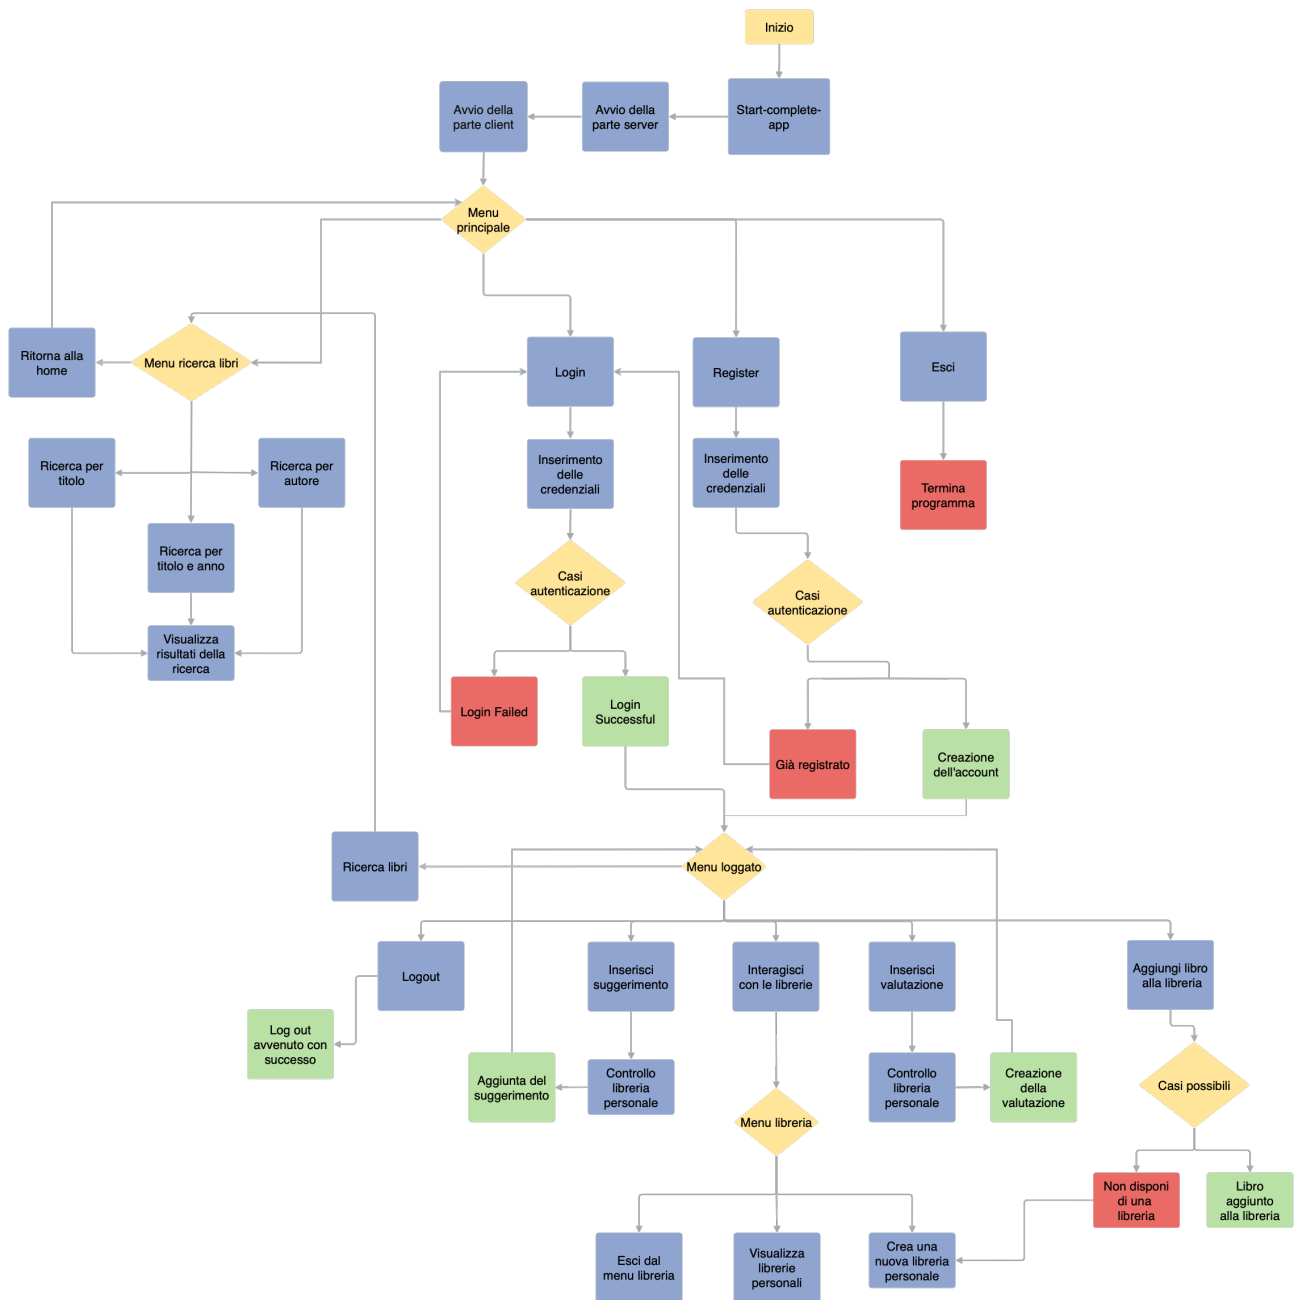 Inizio
Avvio della
parte client
Avvio della
parte server
Start-complete-
app
Menu
principale
Ritorna alla
home
Menu ricerca libri
Login
Register
Esci
Ricerca per
titolo
Ricerca per
autore
Inserimento
delle
credenziali
Inserimento
delle
credenziali
Termina
programma
Ricerca per
titolo e anno
Casi
autenticazione
Casi
autenticazione
Visualizza
risultati della
ricerca
Login Failed
Login
Successful
Già registrato
Creazione
dell'account
Ricerca libri
Menu loggato
Logout
Inserisci
suggerimento
Interagisci
con le librerie
Inserisci
valutazione
Aggiungi libro
alla libreria
Log out
avvenuto con
successo
Aggiunta del
suggerimento
Controllo
libreria
personale
Controllo
libreria
personale
Creazione
della
valutazione
Casi possibili
Menu libreria
Non disponi
di una
libreria
Libro
aggiunto
alla libreria
Esci dal
menu libreria
Visualizza
librerie
personali
Crea una
nuova libreria
personale